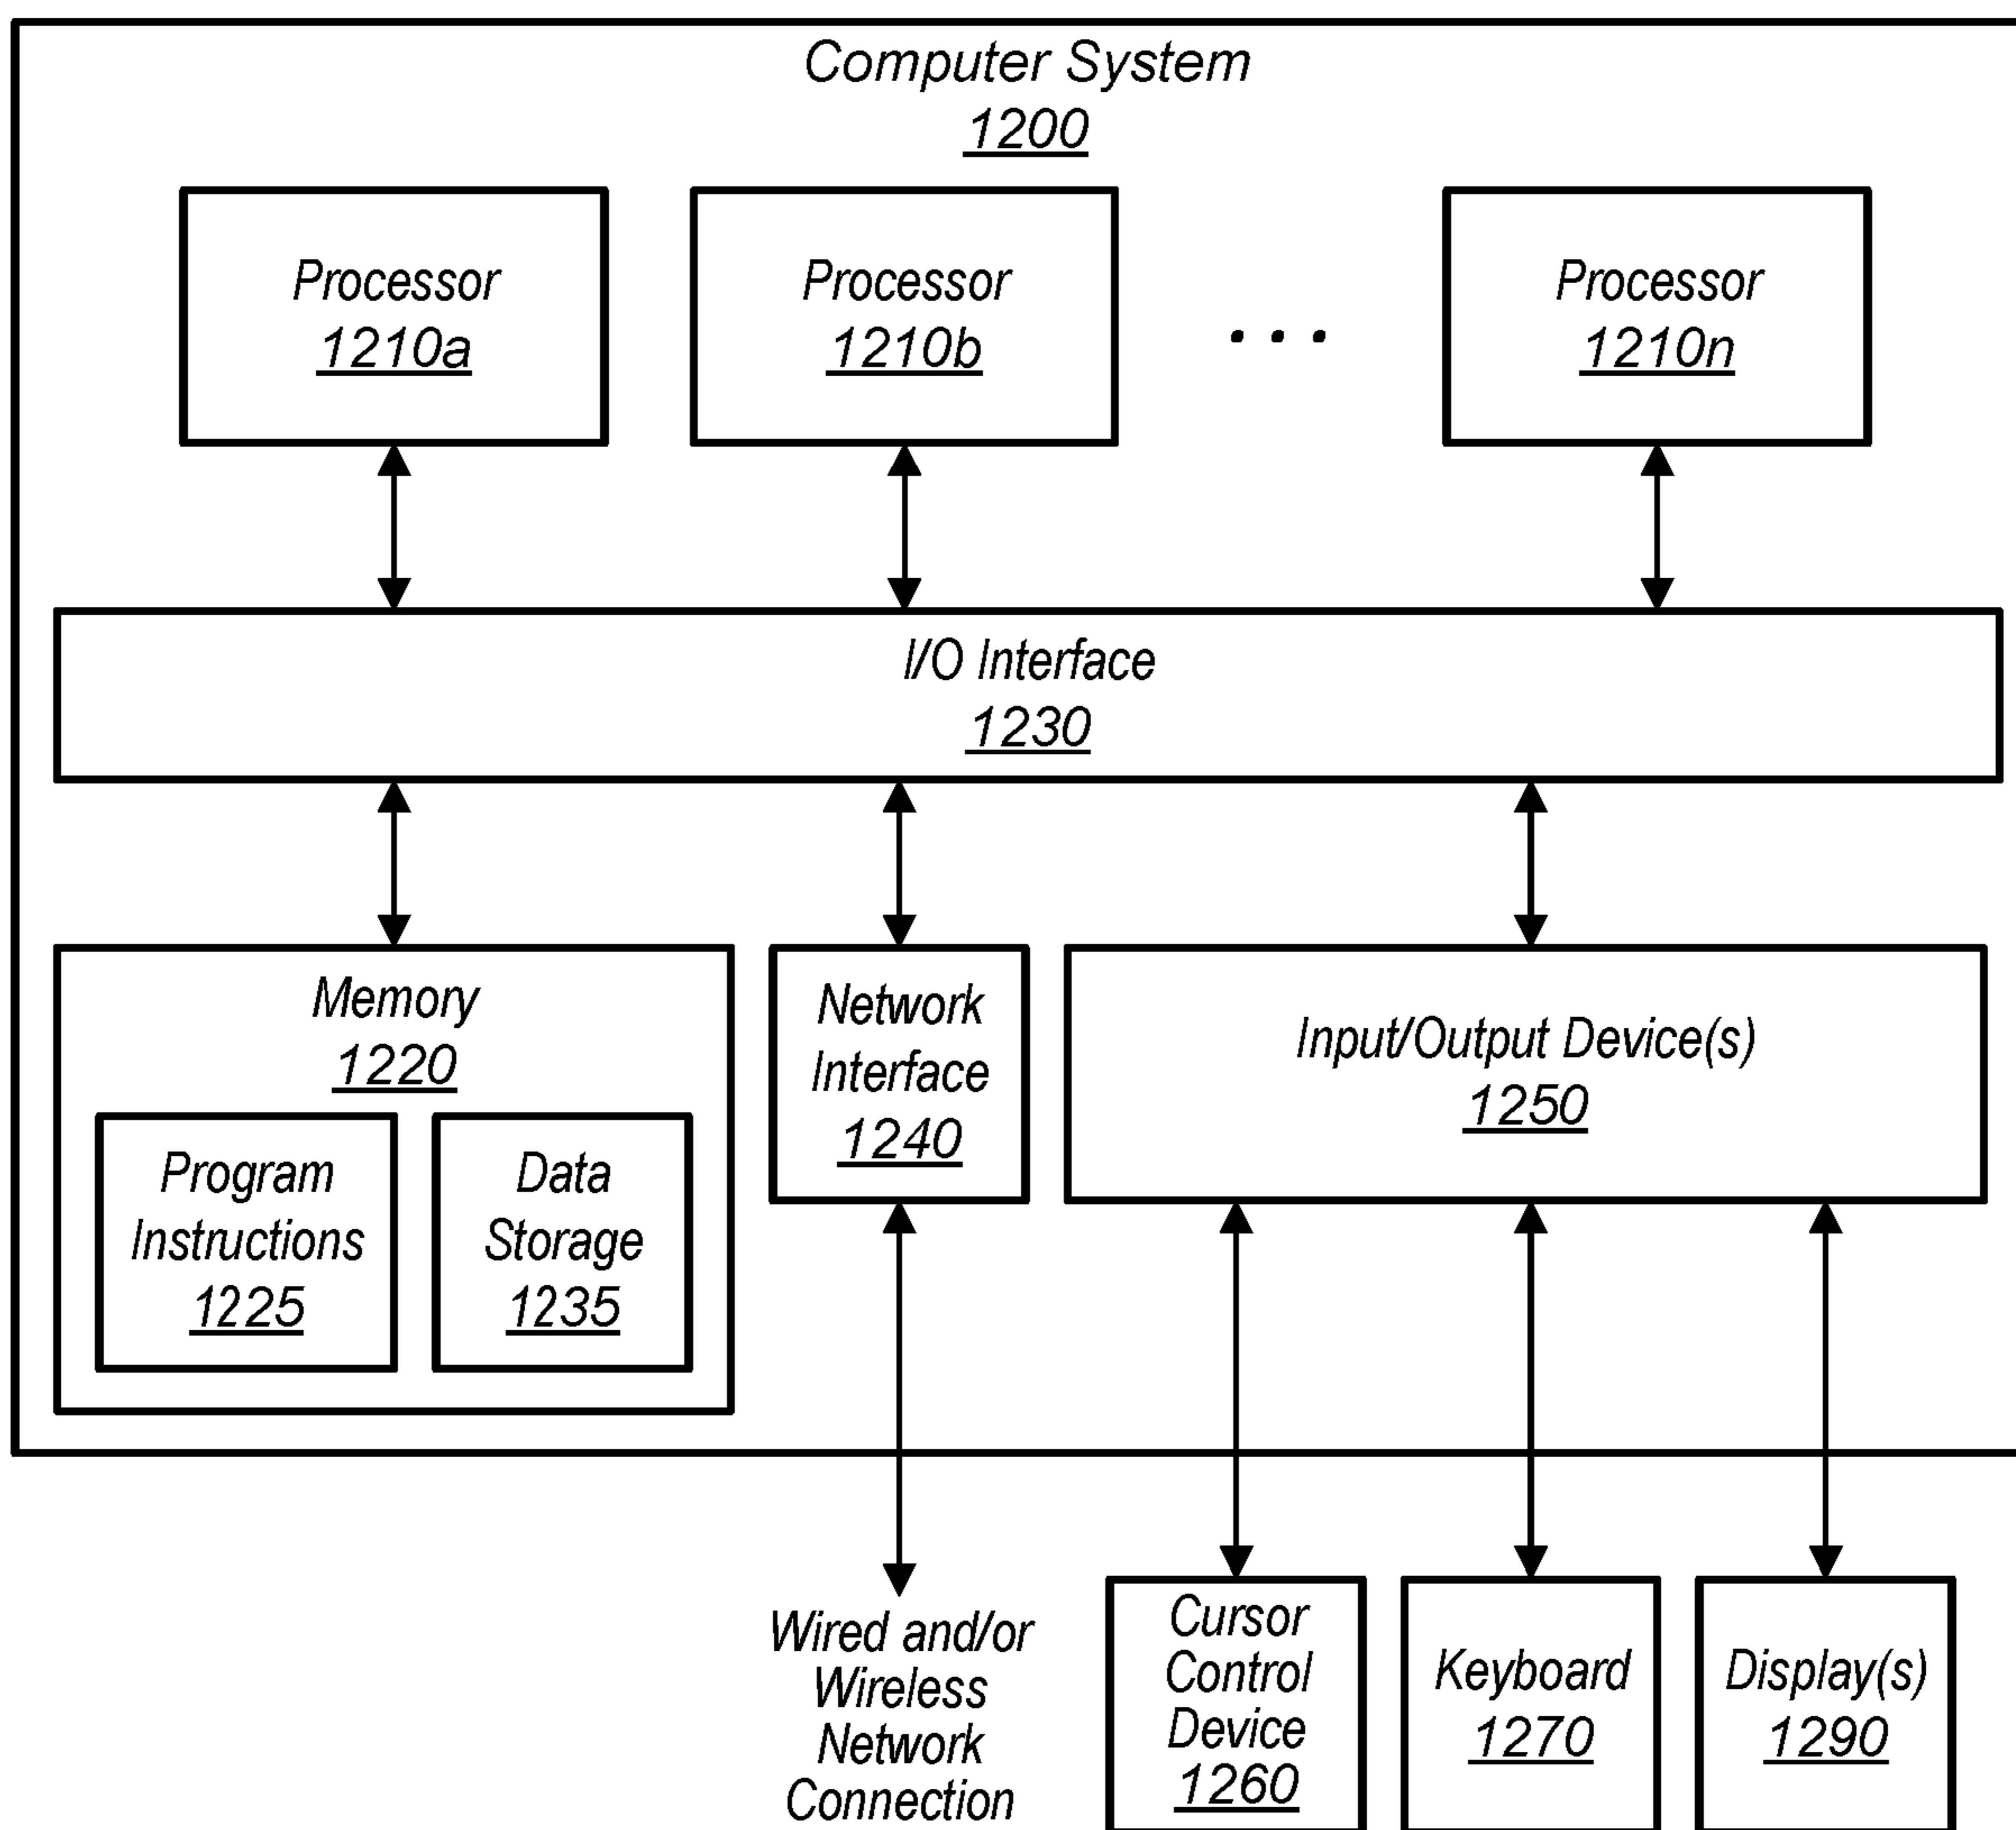 Computer System
1200
Processor
1210a
Processor
1210b
...
Processor
1210n
I/O Interface
1230
Memory
1220
Program
Instructions
1225
Data
Storage
1235
Network
Interface
1240
Input/Output Device(s)
1250
Wired and/or
Wireless
Network
Connection
Cursor
Control
Device
1260
Keyboard
1270
Display(s)
1290